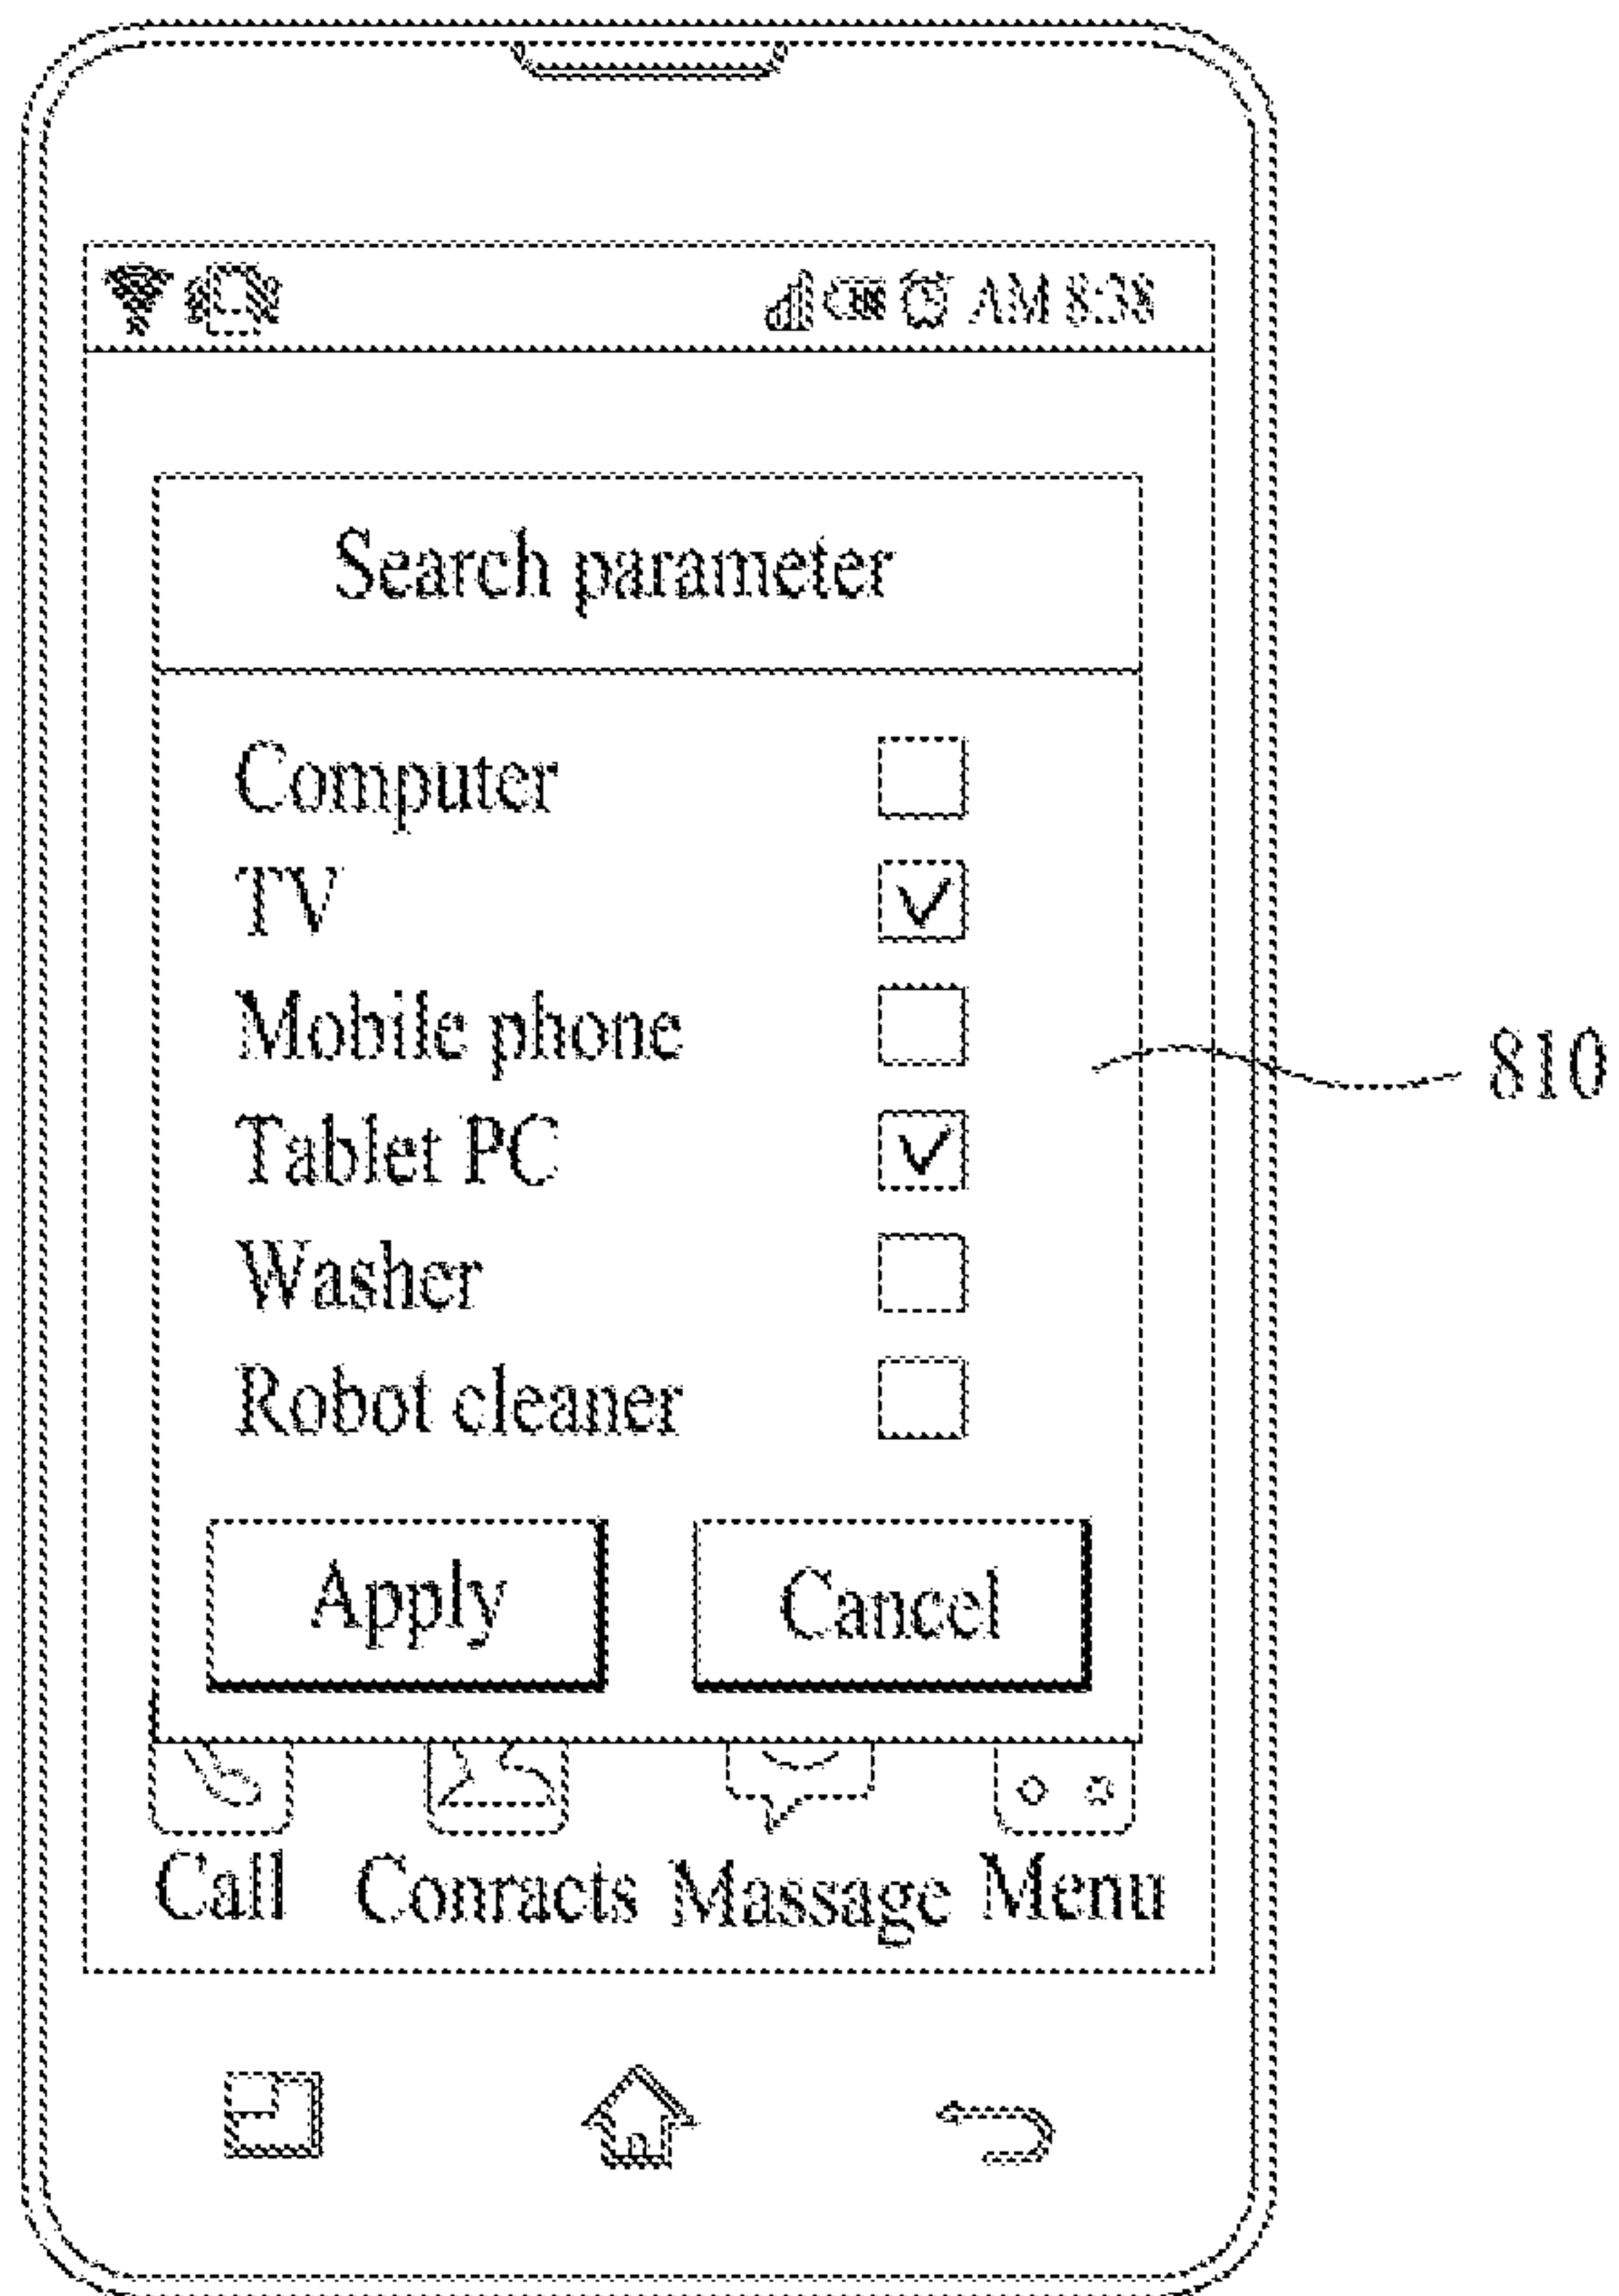 AM 8:38
Search parameter
Computer
TV
Mobile phone
810
Tablet PC
Washer
Robot cleaner
Apply Cancel
Call Conracts Massage Menu